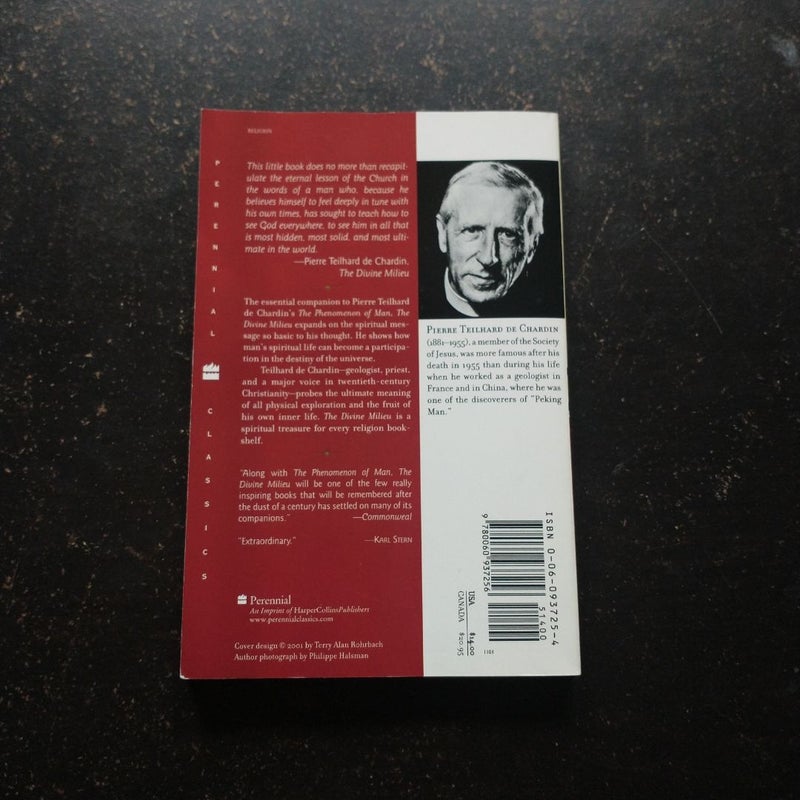 RELIGION
This little book does no more than recapit-
ulate the eternal lesson of the Church in
the words of a man who, because he
believes himself to feel deeply in tune with
his own times, has sought to teach how to
see God everywhere, to see him in all that
is most hidden, most solid, and most ulti-
mate in the world.
—Pierre Teilhard de Chardin,
The Divine Milieu
The essential companion to Pierre Teilhard
de Chardin's The Phenomenon of Man, The
Divine Milieu expands on the spiritual mes-
sage so basic to his thought. He shows how
man's spiritual life can become a participa-
tion in the destiny of the universe.
Teilhard de Chardin—geologist, priest,
and a major voice in twentieth-century
Christianity—probes the ultimate meaning
of all physical exploration and the fruit of
his own inner life. The Divine Milieu is a
spiritual treasure for every religion book-
shelf.
"Along with The Phenomenon of Man, The
Divine Milieu will be one of the few really
inspiring books that will be remembered after
the dust of a century has settled on many of its
companions." —Commonweal
"Extraordinary." —KARL STERN
Perennial
An Imprint of HarperCollinsPublishers
www.perennialclassics.com
Cover design © 2001 by Terry Alan Rohrbach
Author photograph by Philippe Halsman
PERENNIAL
CLASSICS
PIERRE TEILHARD DE CHARDIN
(1881–1955), a member of the Society
of Jesus, was more famous after his
death in 1955 than during his life
when he worked as a geologist in
France and in China, where he was
one of the discoverers of "Peking
Man."
ISBN 0-06-093725-4
51400
9 780060 937256
USA $14.00
CANADA $20.95
1101